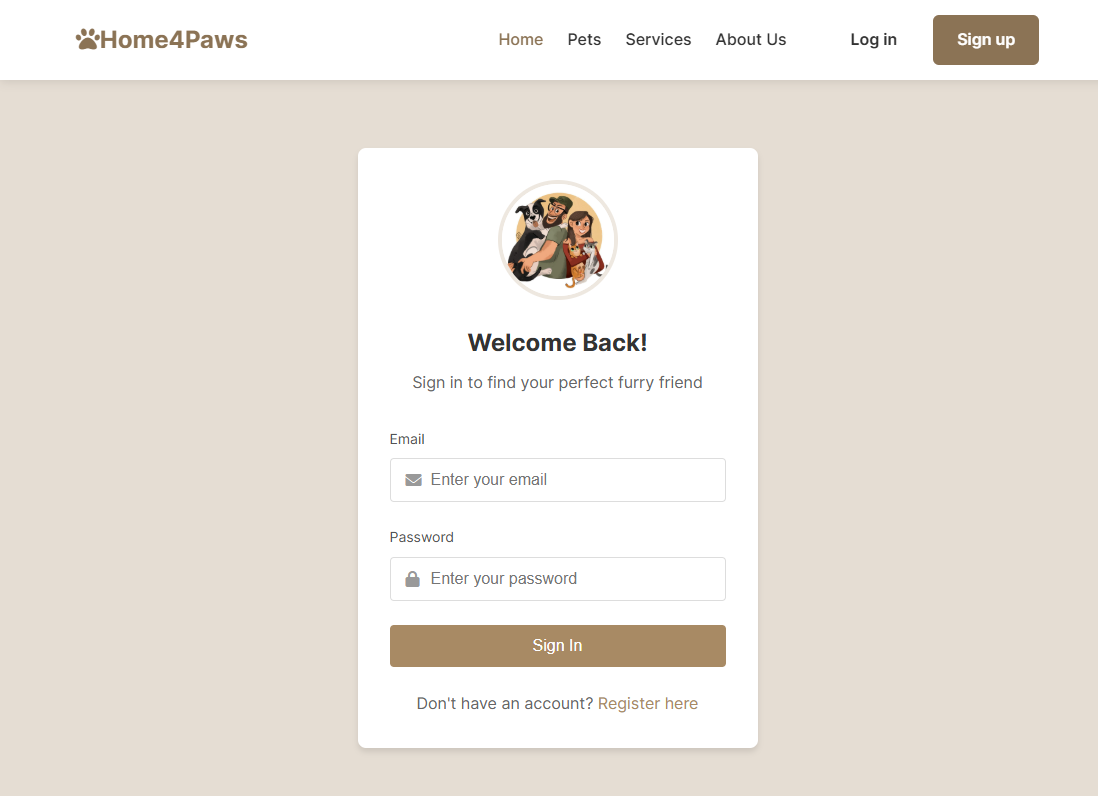 Home4Paws
Home Pets Services About Us Log in Sign up
Welcome Back!
Sign in to find your perfect furry friend
Email
Enter your email
Password
Enter your password
Sign In
Don't have an account? Register here